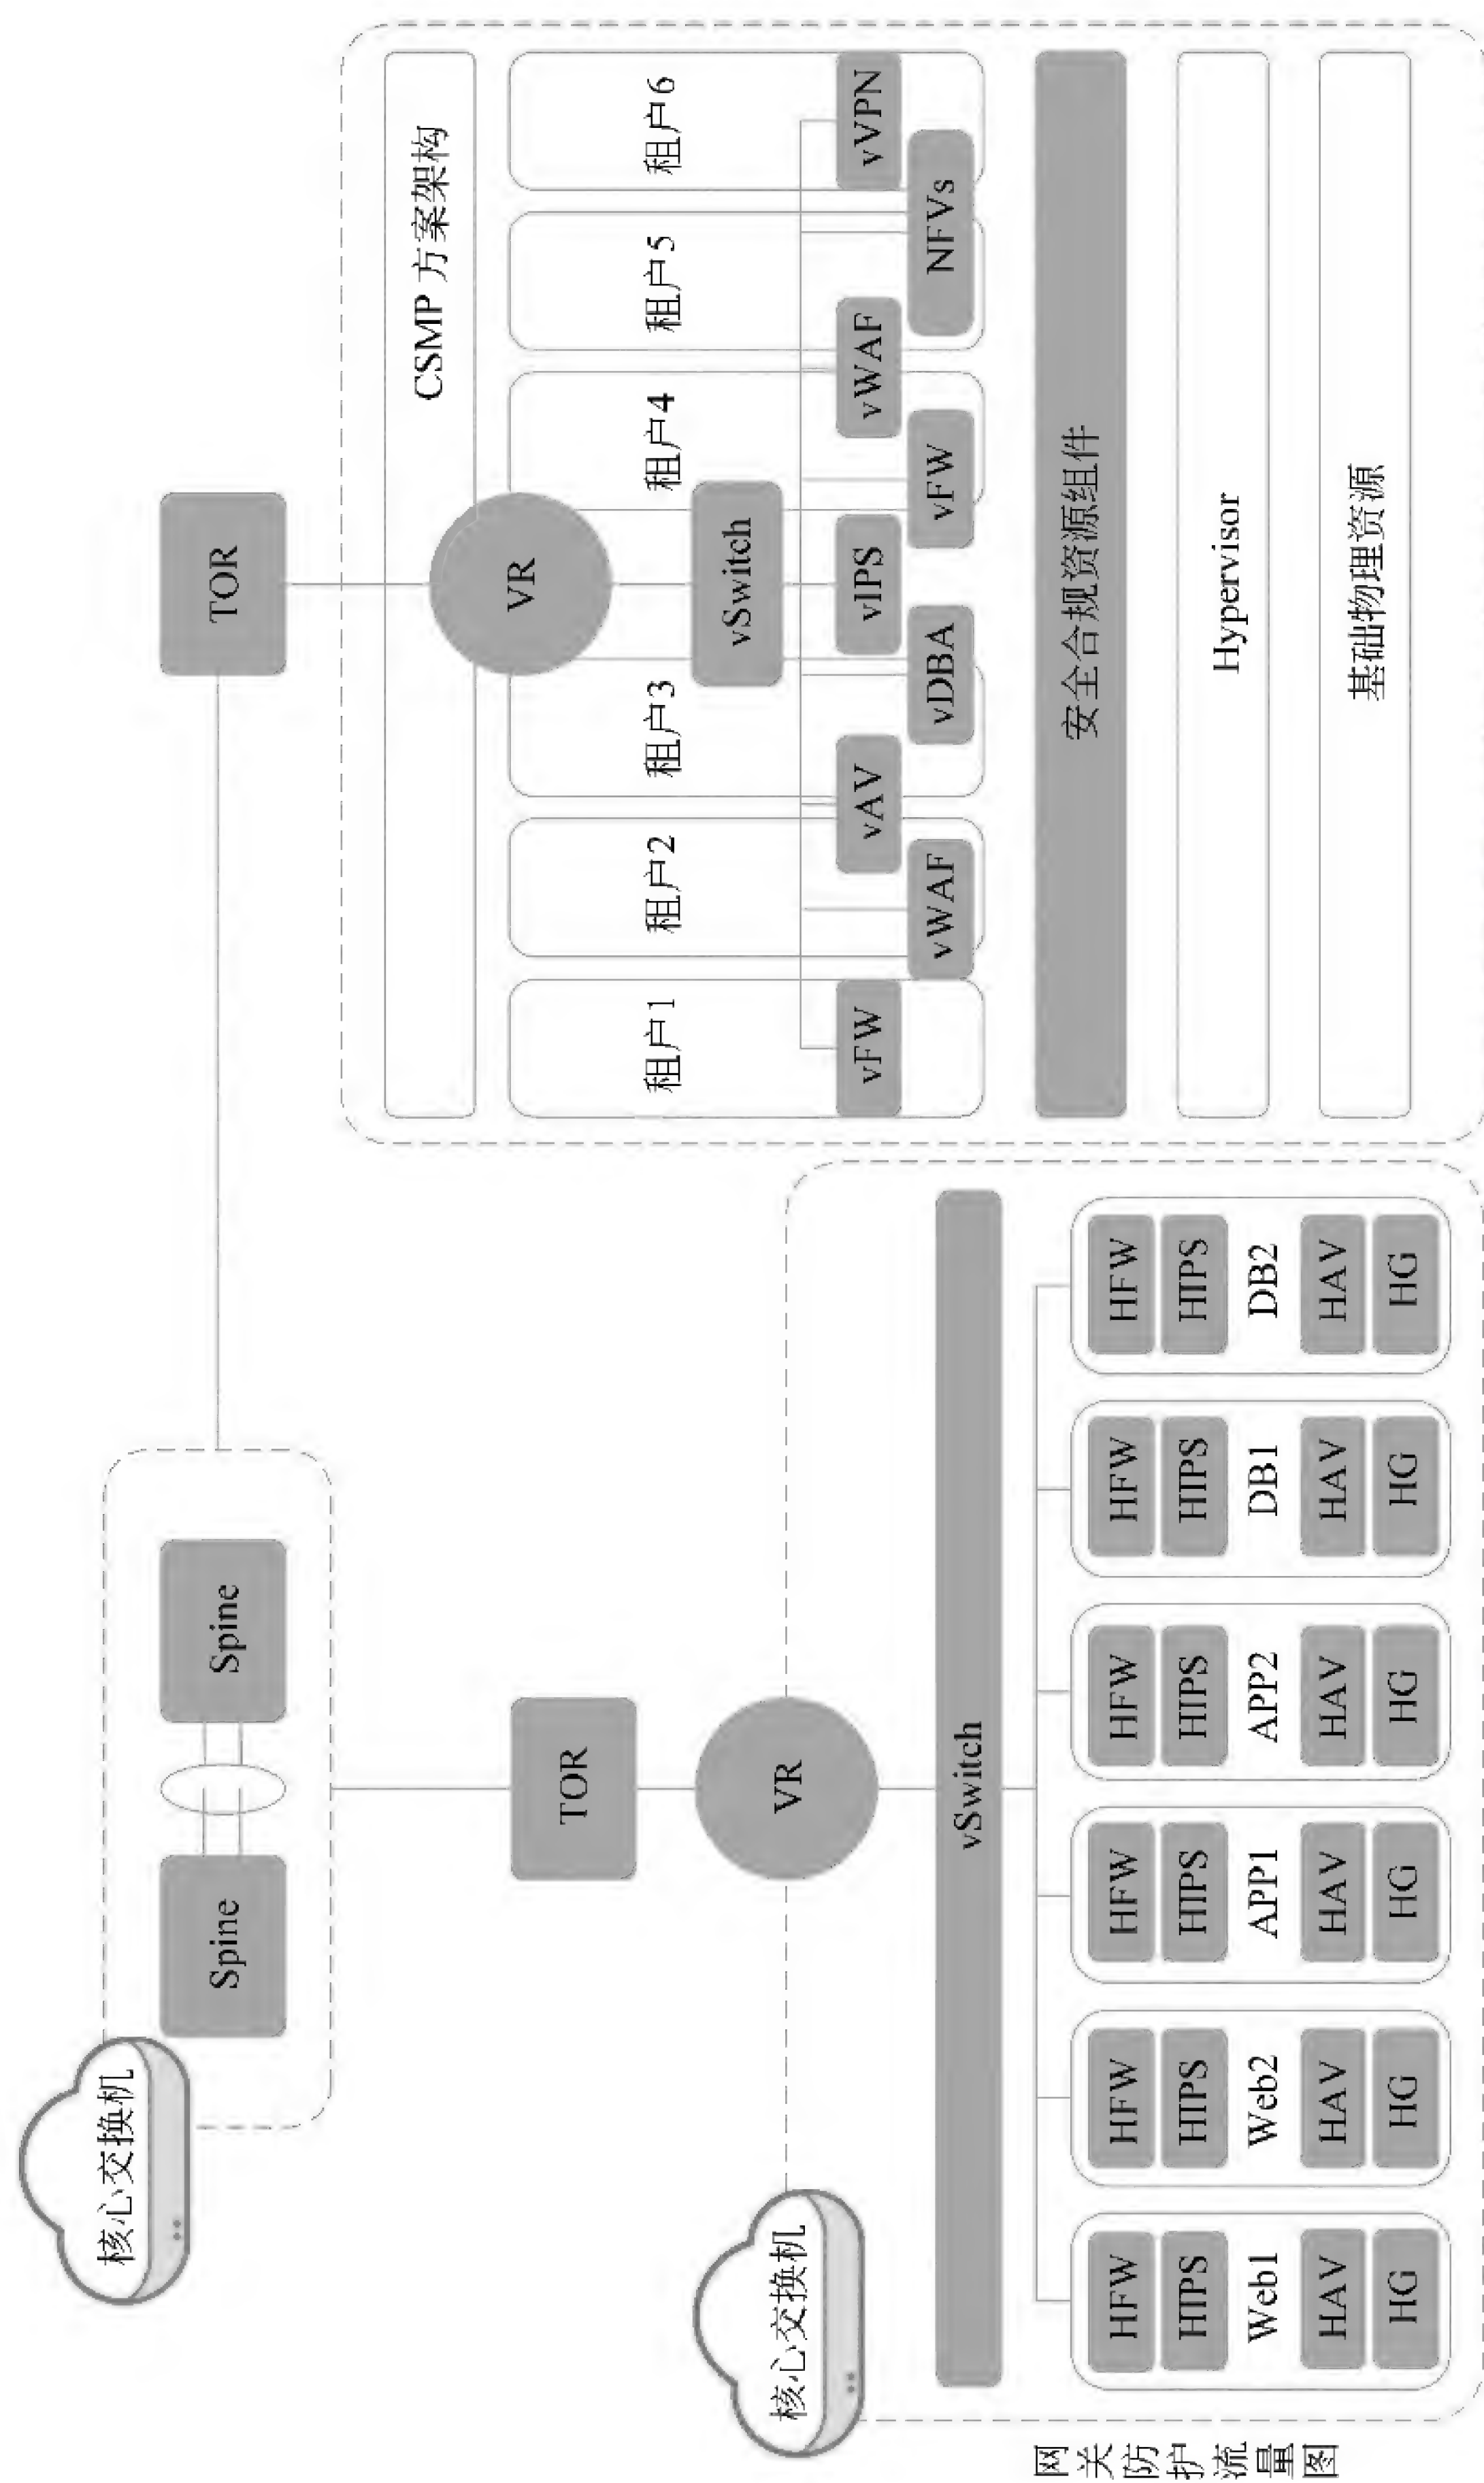 核心交换机
Spine
Spine
TOR
TOR
VR
核心交换机
vSwitch
HFW
HIPS
Web1
HAV
HG
HFW
HIPS
Web2
HAV
HG
HFW
HIPS
APP1
HAV
HG
HFW
HIPS
APP2
HAV
HG
HFW
HIPS
DB1
HAV
HG
HFW
HIPS
DB2
HAV
HG
网关防护流量图
CSMP 方案架构
VR
租户1
租户2
租户3
租户4
租户5
租户6
vSwitch
vFW
vAV
vIPS
vWAF
vVPN
vWAF
vDBA
vFW
NFVs
安全合规资源组件
Hypervisor
基础物理资源